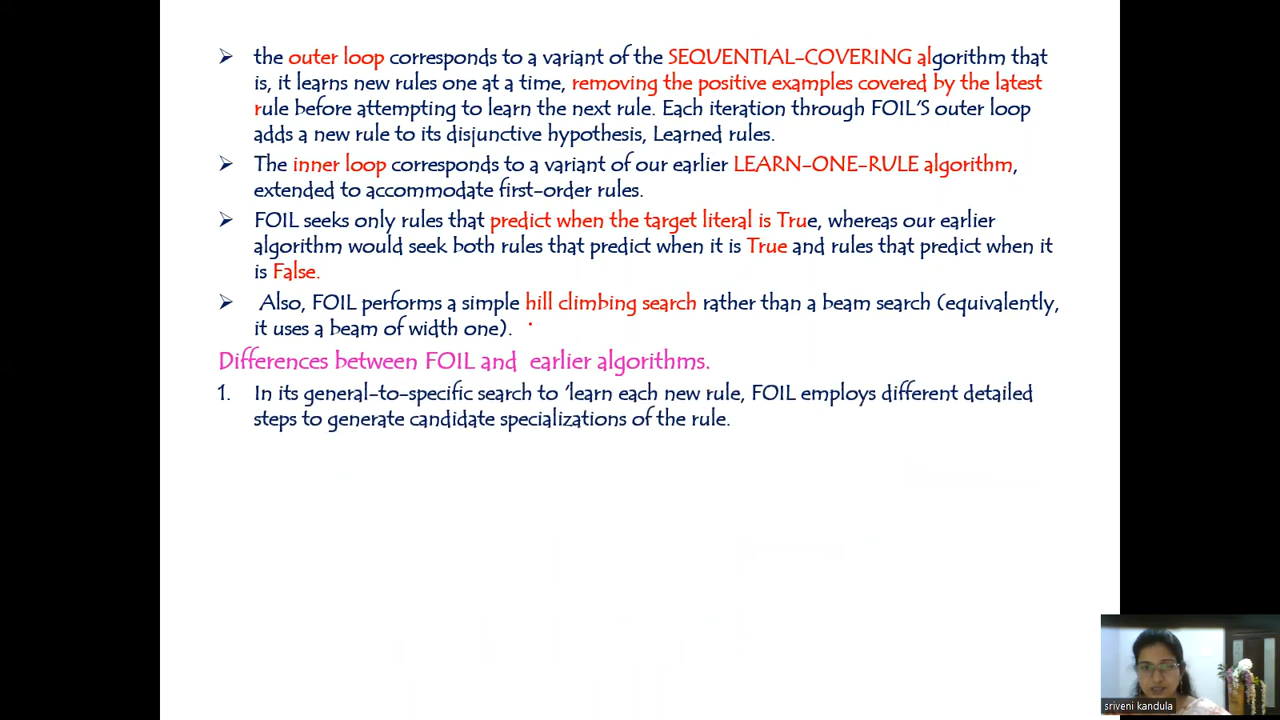 ➢ the outer loop corresponds to a variant of the SEQUENTIAL-COVERING algorithm that
is, it learns new rules one at a time, removing the positive examples covered by the latest
rule before attempting to learn the next rule. Each iteration through FOIL'S outer loop
adds a new rule to its disjunctive hypothesis, Learned rules.
➢ The inner loop corresponds to a variant of our earlier LEARN-ONE-RULE algorithm,
extended to accommodate first-order rules.
➢ FOIL seeks only rules that predict when the target literal is True, whereas our earlier
algorithm would seek both rules that predict when it is True and rules that predict when it
is False.
➢ Also, FOIL performs a simple hill climbing search rather than a beam search (equivalently,
it uses a beam of width one).
Differences between FOIL and earlier algorithms.
1. In its general-to-specific search to 'learn each new rule, FOIL employs different detailed
steps to generate candidate specializations of the rule.
sriveni kandula